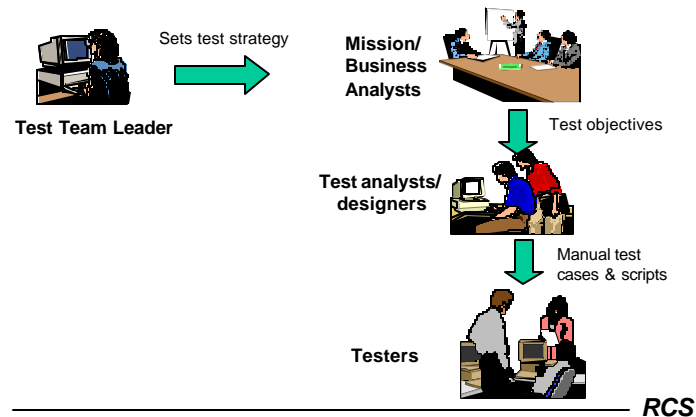 Sets test strategy
Test Team Leader
Mission/
Business
Analysts
Test objectives
Test analysts/
designers
Manual test
cases & scripts
Testers
RCS